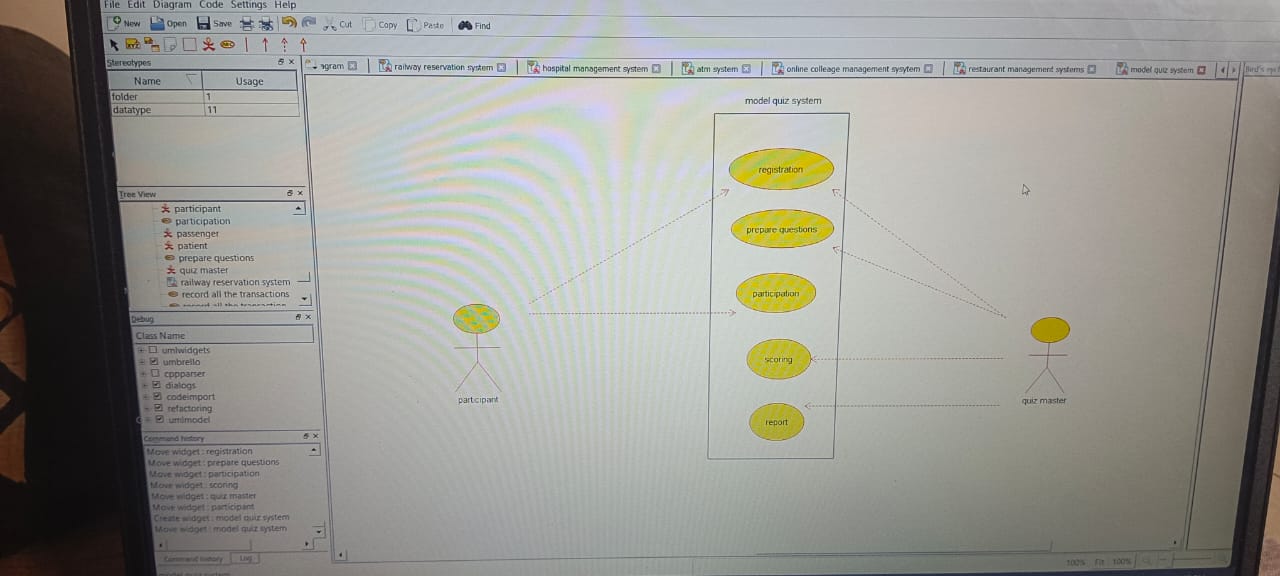 File Edit Diagram Code Settings Help
New Open Save Cut Copy Paste Find
Stereotypes
Name Usage
folder 1
datatype 11
Tree View
participant
participation
passenger
patient
prepare questions
quiz master
railway reservation system
record all the transactions
Debug
Class Name
umlwidgets
umbrello
cppparser
dialogs
codeimport
refactoring
umlmodel
Command history
Move widget : registration
Move widget : prepare questions
Move widget : participation
Move widget : scoring
Move widget : quiz master
Move widget : participant
Create widget : model quiz system
Move widget : model quiz system
Command history Log
railway reservation system hospital management system atm system online colleage management sysytem restaurant management systems model quiz system
model quiz system
registration
prepare questions
participation
scoring
report
participant
quiz master
100% Fit 100%